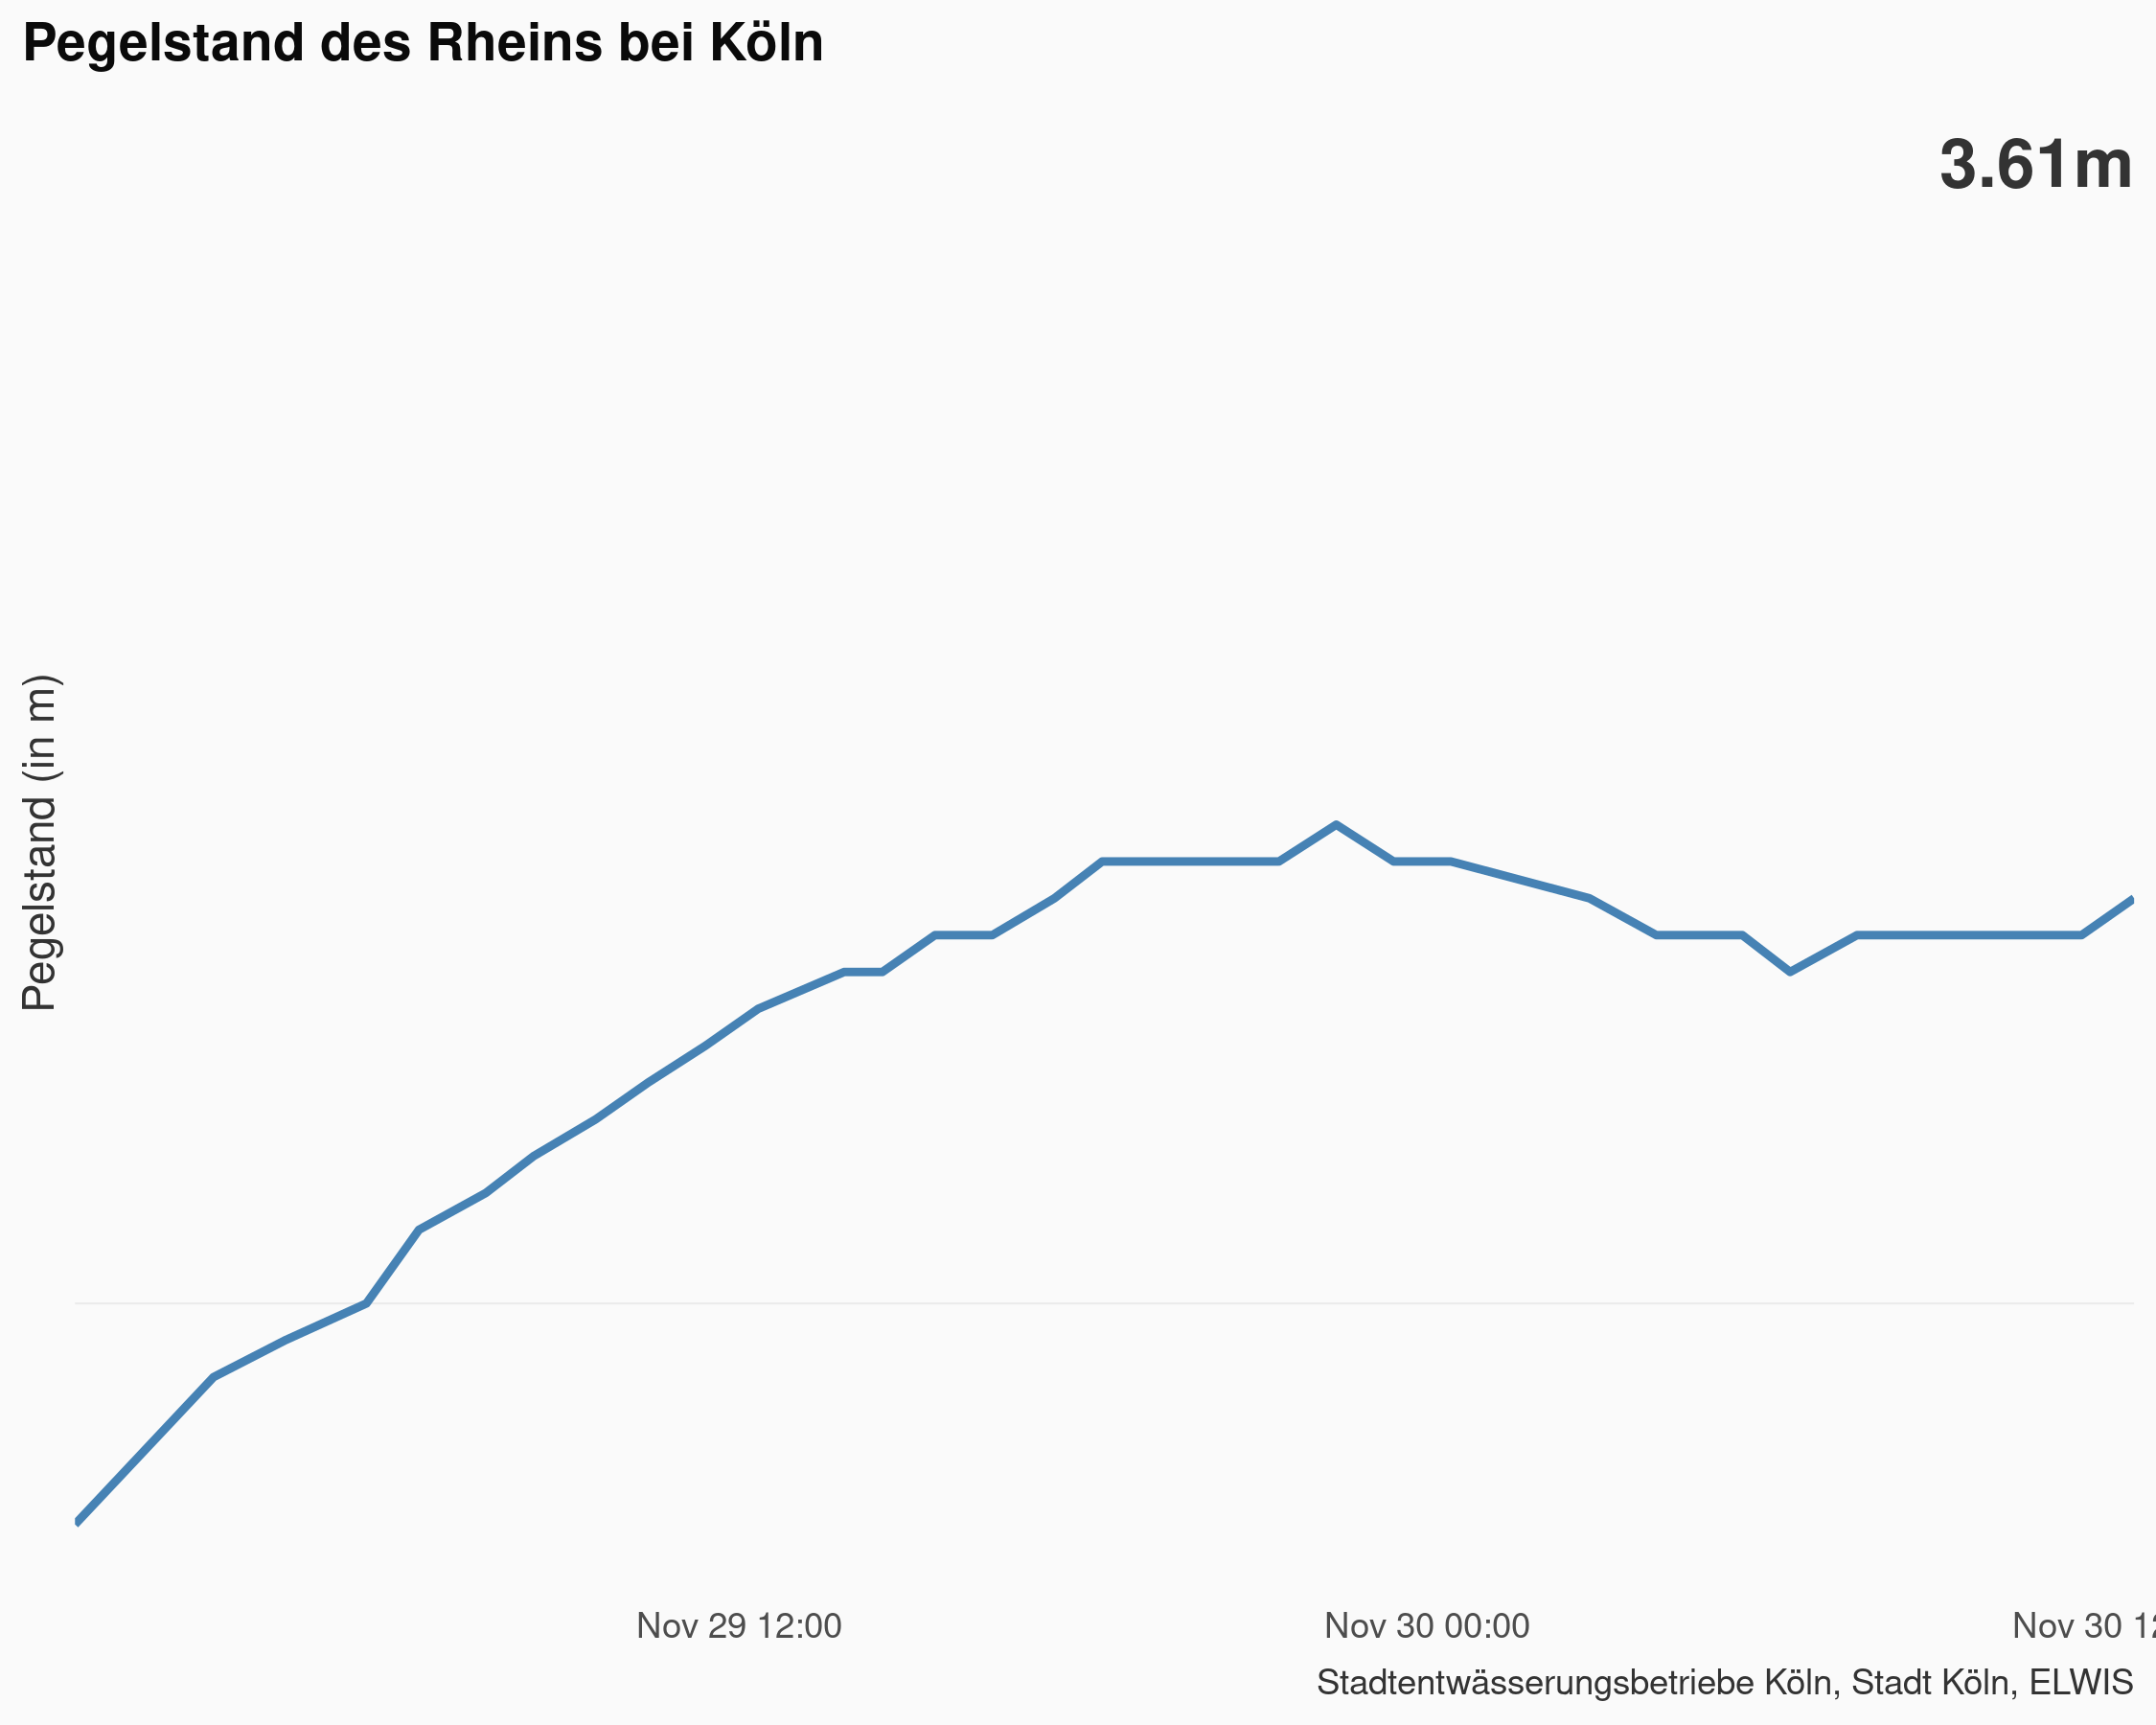 Pegelstand des Rheins bei Köln
3.61m
Pegelstand (in m)
Nov 29 12:00
Nov 30 00:00
Nov 30 12
Stadtentwässerungsbetriebe Köln, Stadt Köln, ELWIS